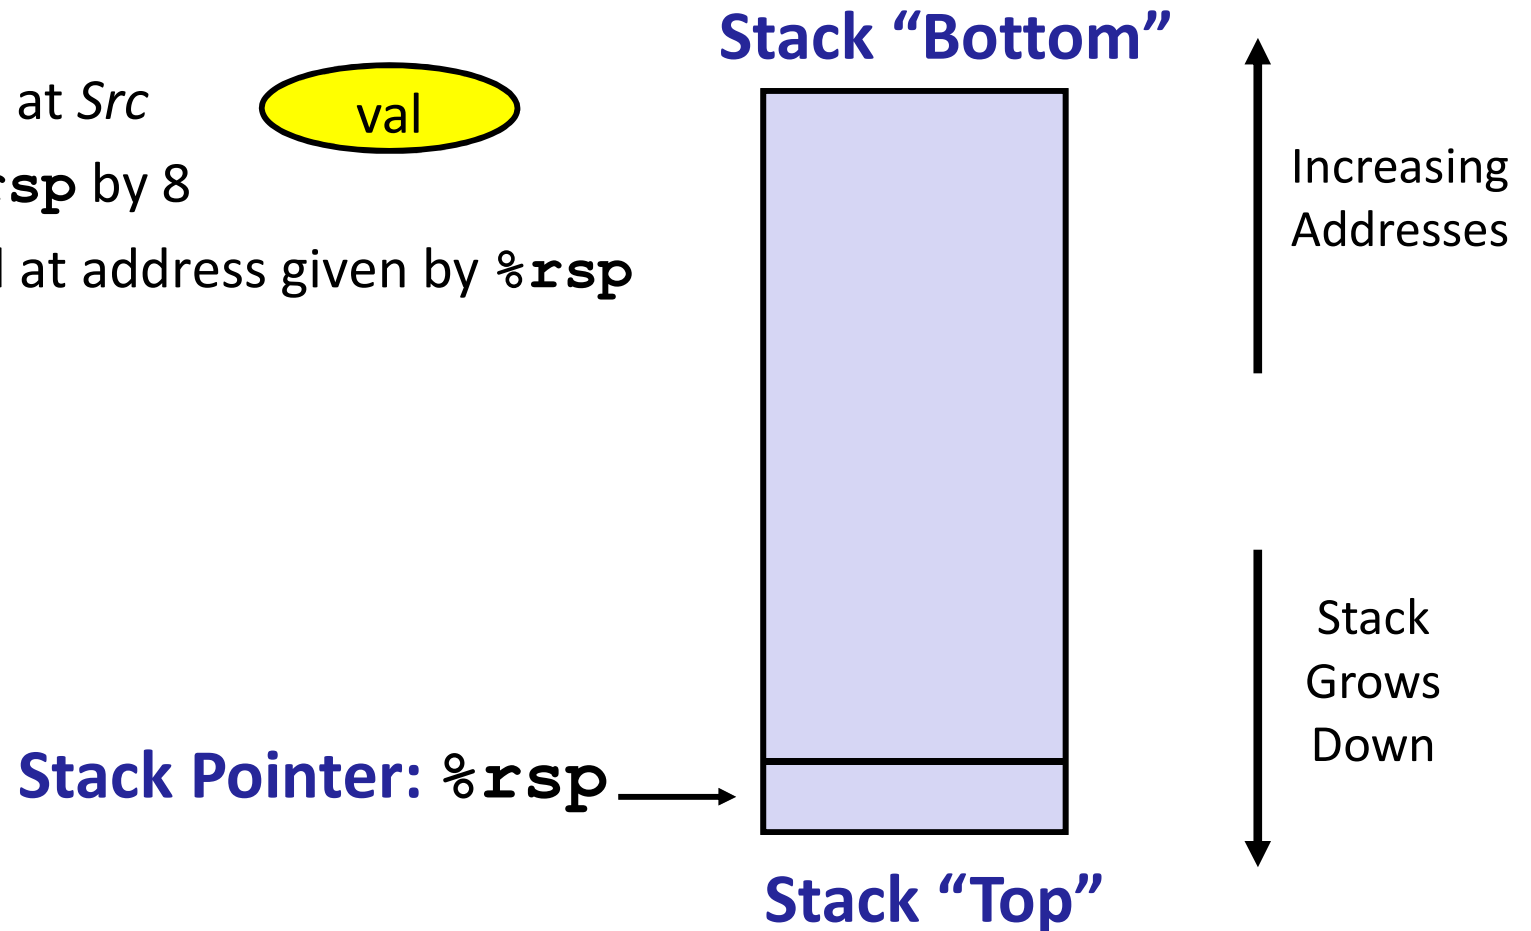 Stack “Bottom”
at Src
val
rsp by 8
at address given by %rsp
Increasing
Addresses
Stack
Grows
Down
Stack Pointer: %rsp
Stack “Top”